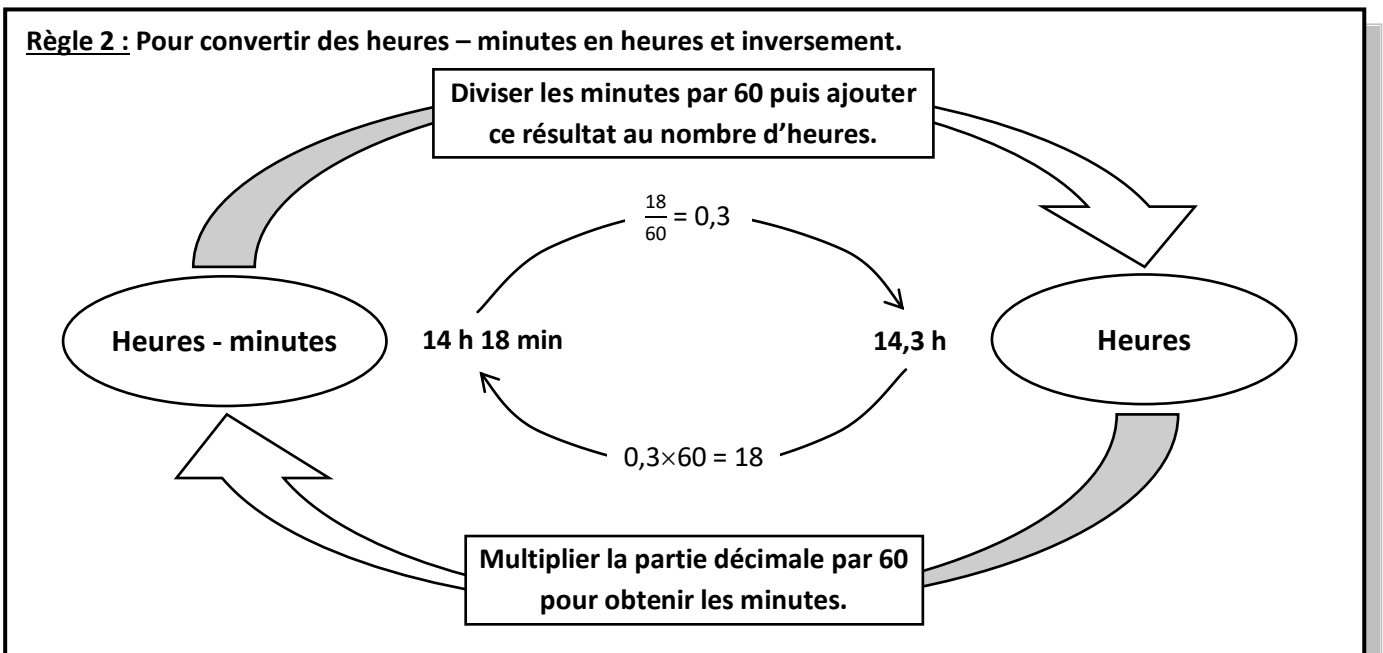 Règle 2 : Pour convertir des heures – minutes en heures et inversement.
Diviser les minutes par 60 puis ajouter
ce résultat au nombre d’heures.
18/60 = 0,3
Heures - minutes
14 h 18 min
14,3 h
Heures
0,3×60 = 18
Multiplier la partie décimale par 60
pour obtenir les minutes.